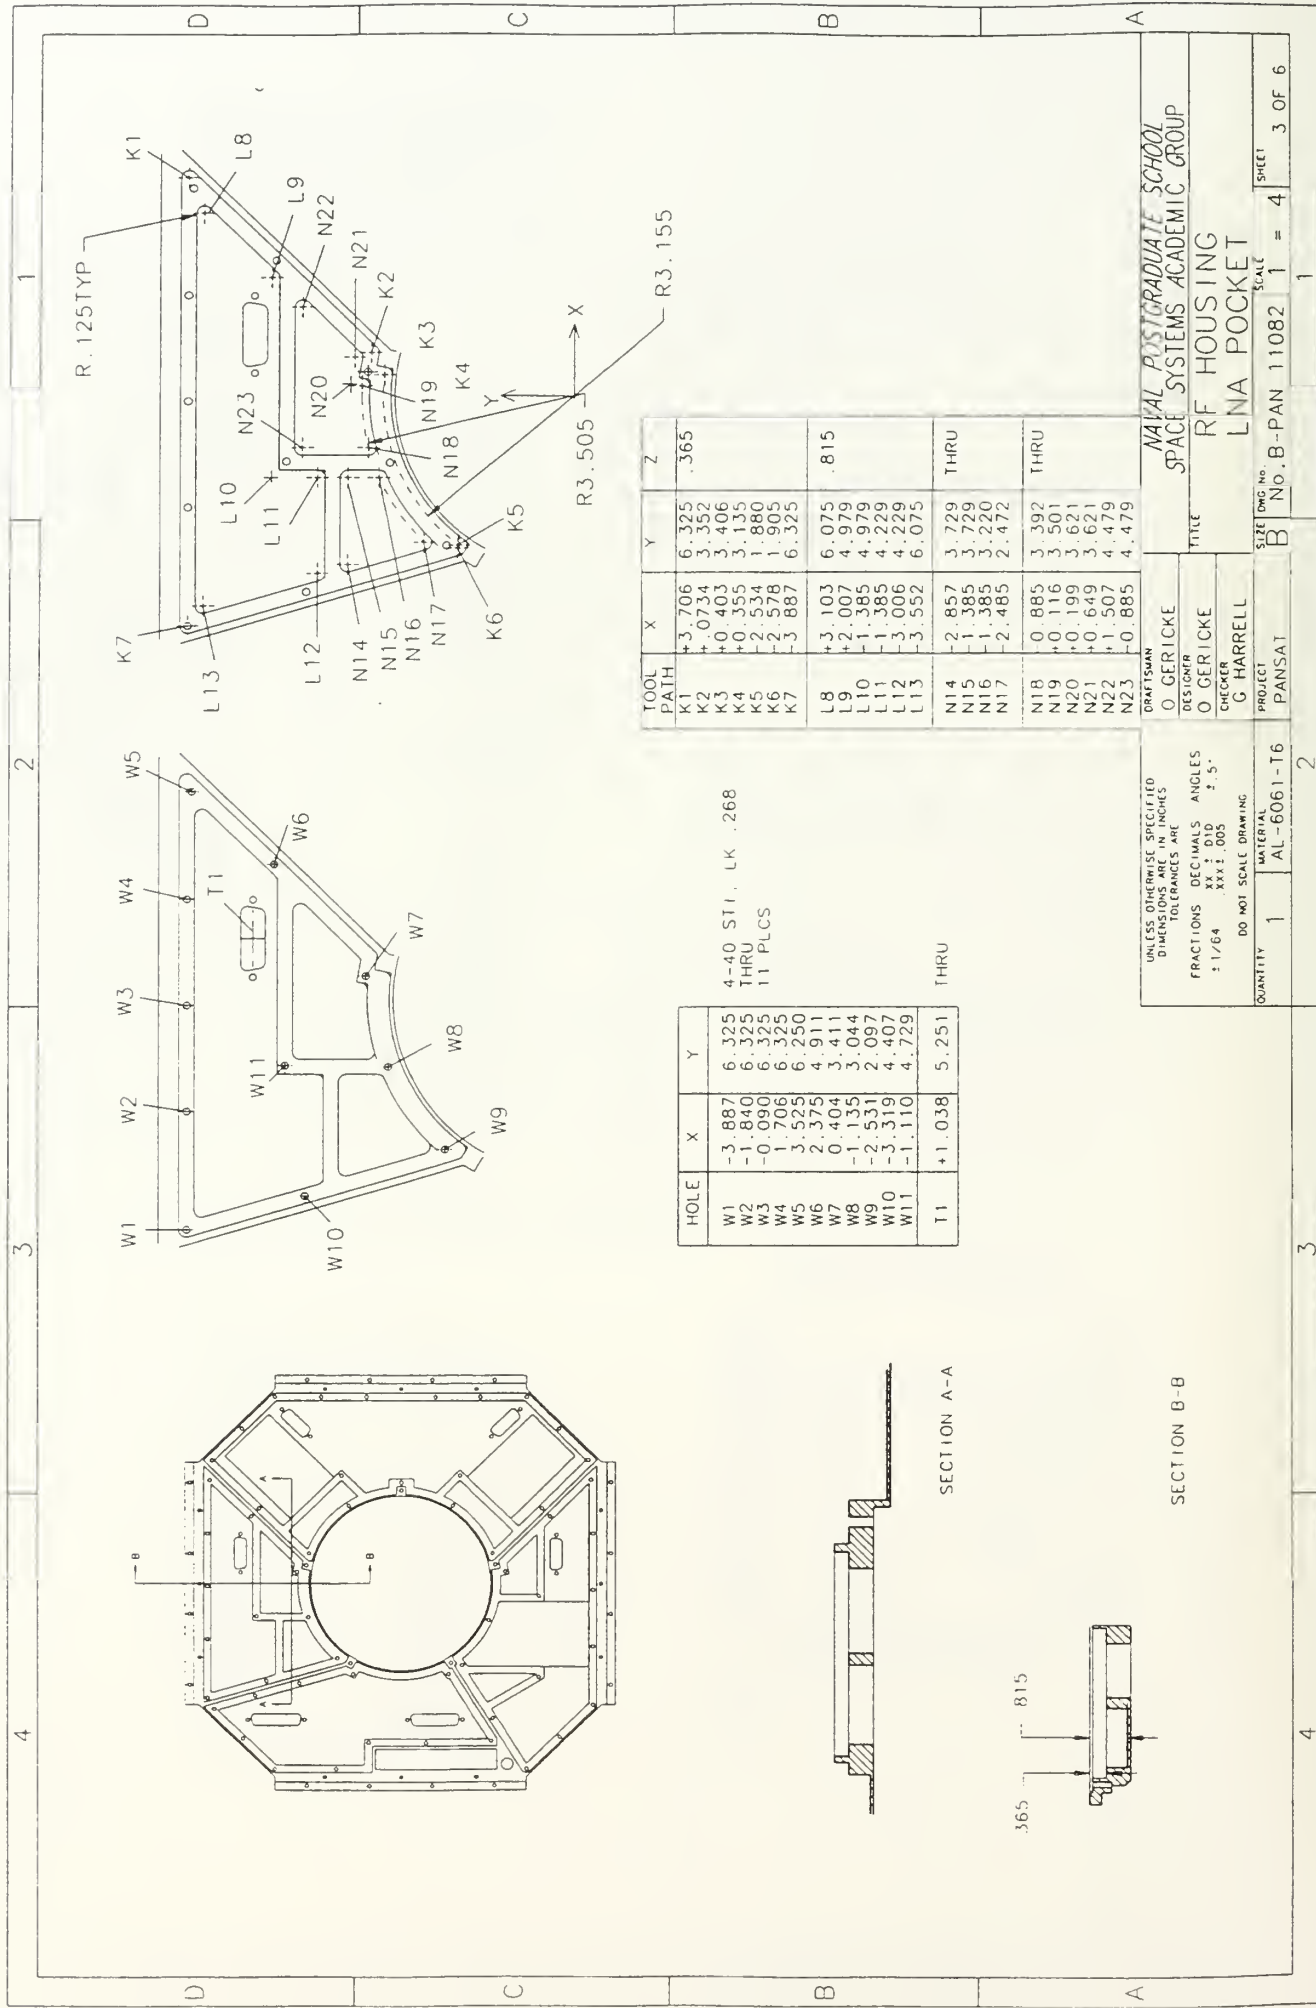 4
3
2
1
D
C
B
A
D
C
B
A
4
3
2
1
B
B
A
A
W1
W2
W3
W4
W5
T1
W6
W7
W8
W9
W10
W11
R.125TYP
K7
L13
L12
N14
N15
N16
N17
K6
K5
L10
L11
N23
N20
N18
N19
K4
K3
K2
N21
N22
L9
L8
K1
Y
X
R3.505
R3.155
SECTION A-A
SECTION B-B
.365
.815
HOLE X Y
W1 -3.887 6.325
W2 -1.840 6.325
W3 -0.090 6.325
W4 1.706 6.325
W5 3.525 6.250
W6 2.375 4.911
W7 0.404 3.411
W8 -1.135 3.044
W9 -2.531 2.097
W10 -3.319 4.407
W11 -1.110 4.729
T1 +1.038 5.251 THRU
4-40 STI, LK .268
THRU
11 PLCS
TOOL PATH X Y Z
K1 +3.706 6.325 .365
K2 +.0734 3.352
K3 +0.403 3.406
K4 +0.355 3.135
K5 -2.534 1.880
K6 -2.578 1.905
K7 -3.887 6.325
L8 +3.103 6.075 .815
L9 +2.007 4.979
L10 -1.385 4.979
L11 -1.385 4.229
L12 -3.006 4.229
L13 -3.552 6.075
N14 -2.857 3.729 THRU
N15 -1.385 3.729
N16 -1.385 3.220
N17 -2.485 2.472
N18 -0.885 3.392 THRU
N19 +0.116 3.501
N20 +0.199 3.621
N21 +0.649 3.621
N22 +1.507 4.479
N23 -0.885 4.479
UNLESS OTHERWISE SPECIFIED
DIMENSIONS ARE IN INCHES
TOLERANCES ARE
FRACTIONS DECIMALS ANGLES
± 1/64 .XX ± .010 ± .5°
.XXX ± .005
DO NOT SCALE DRAWING
QUANTITY
1
MATERIAL
AL-6061-T6
DRAFTSMAN
O GERICKE
DESIGNER
O GERICKE
CHECKER
G HARRELL
PROJECT
PANSAT
NAVAL POSTGRADUATE SCHOOL
SPACE SYSTEMS ACADEMIC GROUP
TITLE
RF HOUSING
LNA POCKET
SIZE
B
DWG No.
No.B-PAN 11082
SCALE
1 = 4
SHEET
3 OF 6